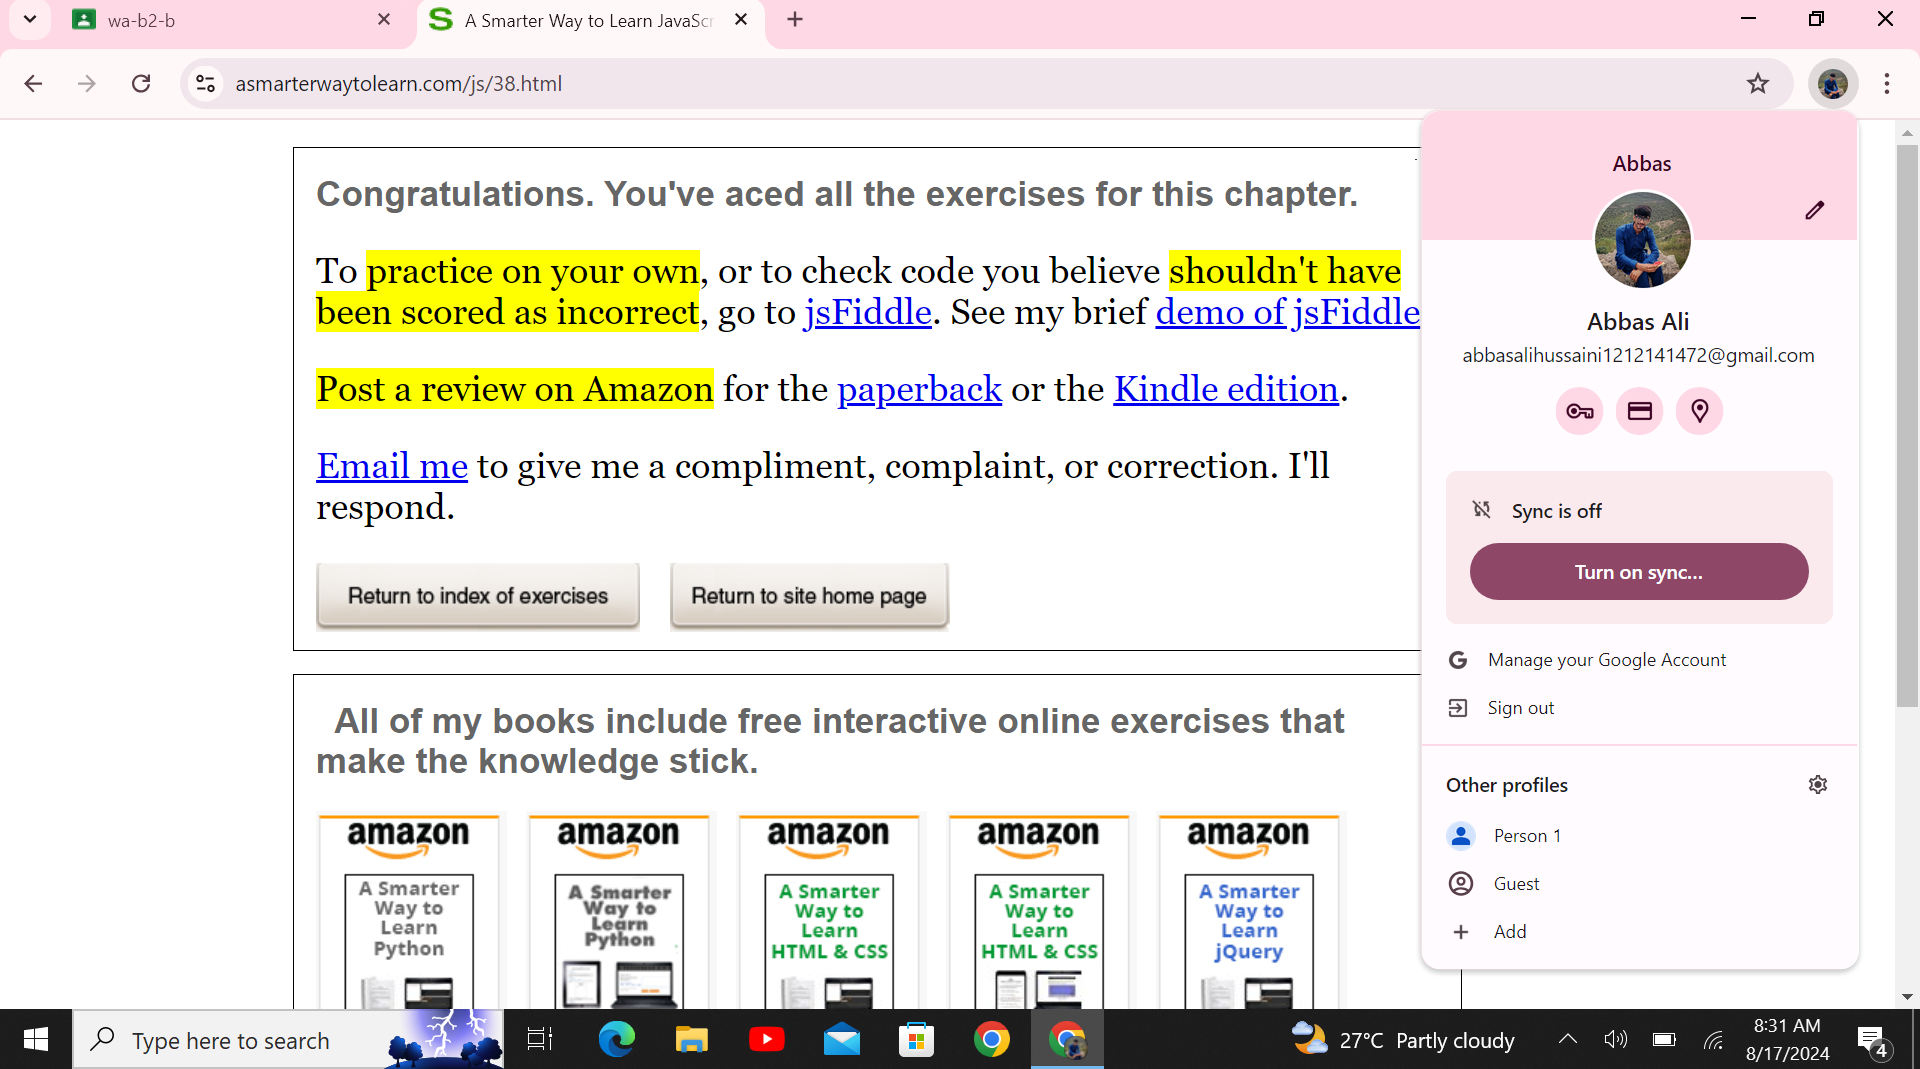 wa-b2-b
A Smarter Way to Learn JavaScr
asmarterwaytolearn.com/js/38.html
Congratulations. You've aced all the exercises for this chapter.
To practice on your own, or to check code you believe shouldn't have
been scored as incorrect, go to jsFiddle. See my brief demo of jsFiddle
Post a review on Amazon for the paperback or the Kindle edition.
Email me to give me a compliment, complaint, or correction. I'll
respond.
Return to index of exercises
Return to site home page
All of my books include free interactive online exercises that
make the knowledge stick.
amazon
A Smarter
Way to
Learn
Python
amazon
A Smarter
Way to
Learn
Python
amazon
A Smarter
Way to
Learn
HTML & CSS
amazon
A Smarter
Way to
Learn
HTML & CSS
amazon
A Smarter
Way to
Learn
jQuery
Abbas
Abbas Ali
abbasalihussaini1212141472@gmail.com
Sync is off
Turn on sync...
G
Manage your Google Account
Sign out
Other profiles
Person 1
Guest
Add
Type here to search
27°C Partly cloudy
8:31 AM
8/17/2024
4